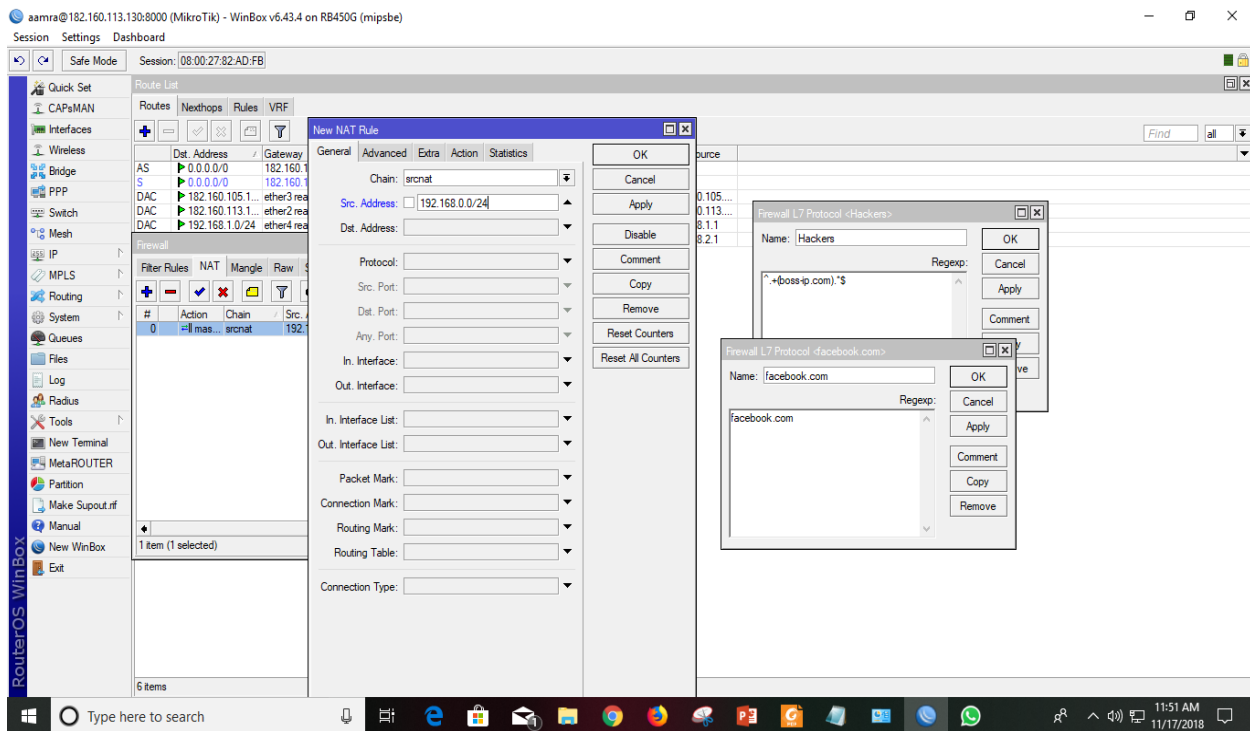 aamra@182.160.113.130:8000 (MikroTik) - WinBox v6.43.4 on RB450G (mipsbe)
Session Settings Dashboard
Safe Mode Session: 08:00:27:82:AD:FB
RouterOS WinBox
Quick Set
CAPsMAN
Interfaces
Wireless
Bridge
PPP
Switch
Mesh
IP
MPLS
Routing
System
Queues
Files
Log
Radius
Tools
New Terminal
MetaROUTER
Partition
Make Supout.rif
Manual
New WinBox
Exit
Route List
Routes Nexthops Rules VRF
Find all
Dst. Address / Gateway
AS 0.0.0.0/0 182.160.1
S 0.0.0.0/0 182.160.1
DAC 182.160.105.1... ether3 rea 0.105....
DAC 182.160.113.1... ether2 rea 0.113....
DAC 192.168.1.0/24 ether4 rea 8.1.1
8.2.1
6 items
Firewall
Filter Rules NAT Mangle Raw
# Action Chain / Src.
0 mas... srcnat 192.1
1 item (1 selected)
New NAT Rule
General Advanced Extra Action Statistics
Chain: srcnat
Src. Address: 192.168.0.0/24
Dst. Address:
Protocol:
Src. Port:
Dst. Port:
Any. Port:
In. Interface:
Out. Interface:
In. Interface List:
Out. Interface List:
Packet Mark:
Connection Mark:
Routing Mark:
Routing Table:
Connection Type:
OK
Cancel
Apply
Disable
Comment
Copy
Remove
Reset Counters
Reset All Counters
Firewall L7 Protocol <Hackers>
Name: Hackers
Regexp:
^.+(boss-ip.com).*$
OK
Cancel
Apply
Comment
Firewall L7 Protocol <facebook.com>
Name: facebook.com
Regexp:
facebook.com
OK
Cancel
Apply
Comment
Copy
Remove
Type here to search
11:51 AM
11/17/2018